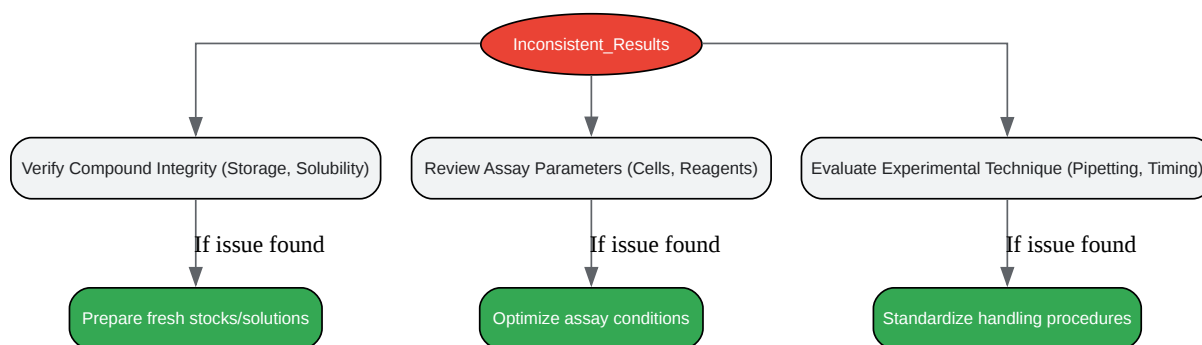 Inconsistent_Results
Verify Compound Integrity (Storage, Solubility)
Review Assay Parameters (Cells, Reagents)
Evaluate Experimental Technique (Pipetting, Timing)
If issue found
If issue found
If issue found
Prepare fresh stocks/solutions
Optimize assay conditions
Standardize handling procedures